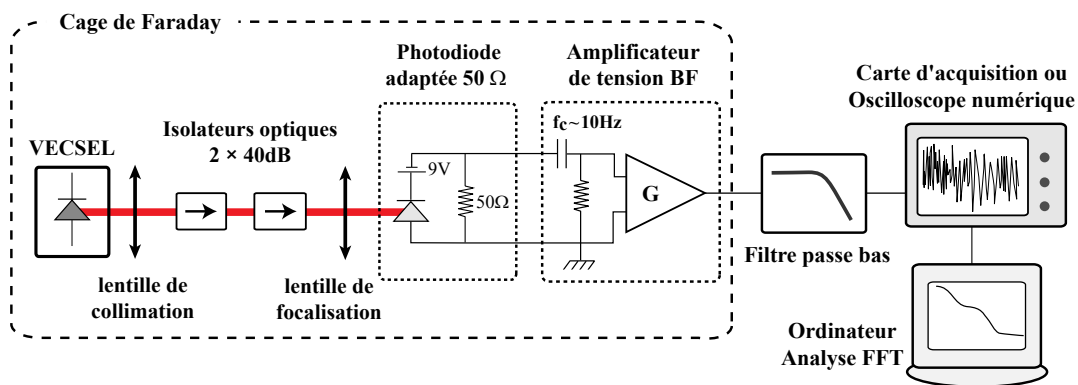 Cage de Faraday
Photodiode
adaptée 50 Ω
Amplificateur
de tension BF
Carte d'acquisition ou
Oscilloscope numérique
Isolateurs optiques
2 × 40dB
VECSEL
fc~10Hz
9V
50Ω
G
Filtre passe bas
lentille de
collimation
lentille de
focalisation
Ordinateur
Analyse FFT